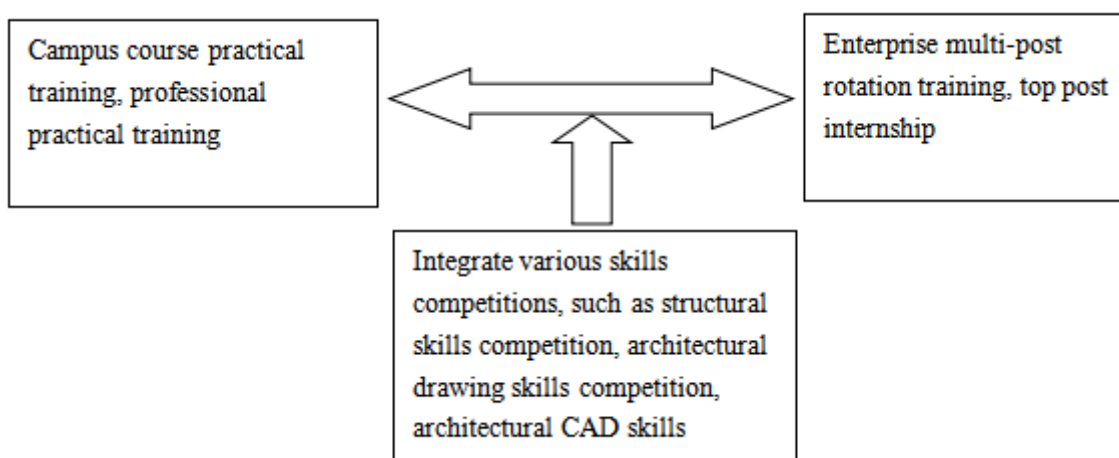 Campus course practical
training, professional
practical training
Enterprise multi-post
rotation training, top post
internship
Integrate various skills
competitions, such as structural
skills competition, architectural
drawing skills competition,
architectural CAD skills